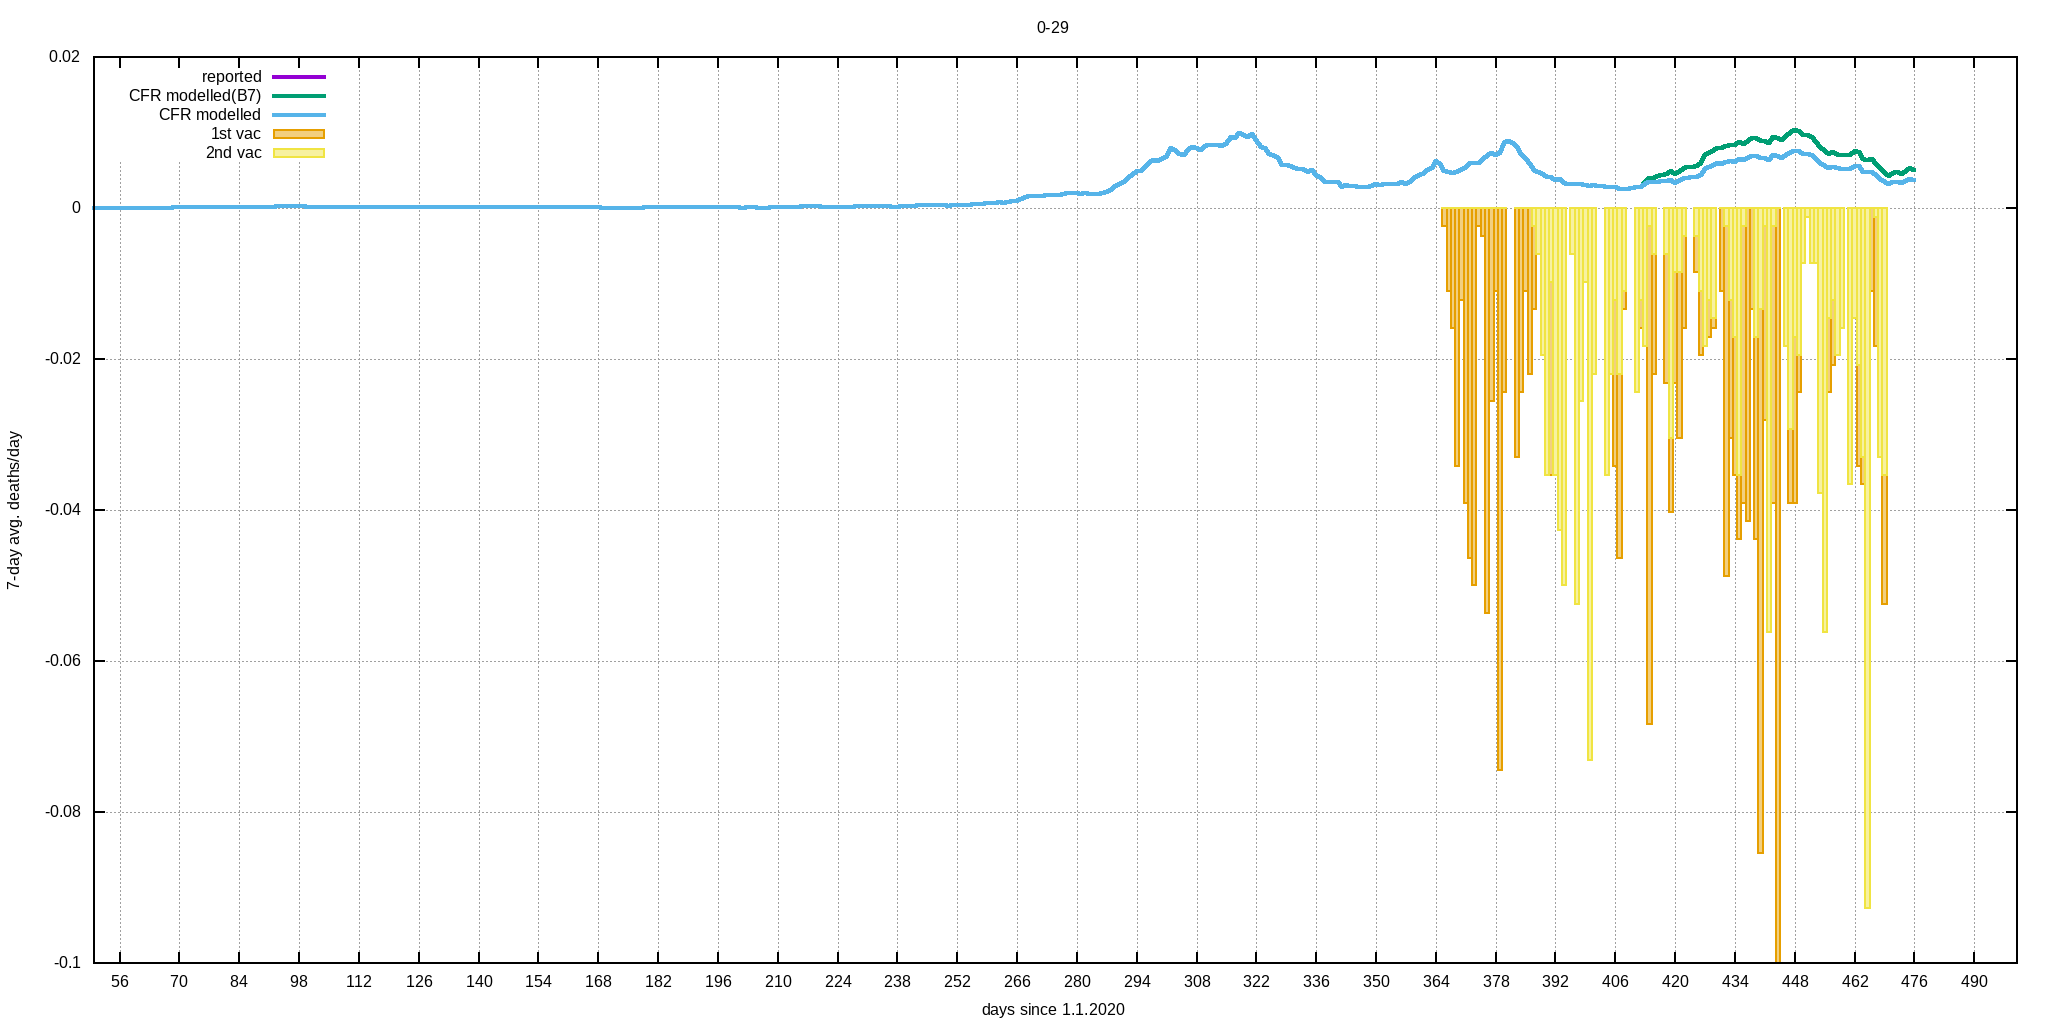 0-29
0.02
0
-0.02
-0.04
-0.06
-0.08
-0.1
7-day avg. deaths/day
reported
CFR modelled(B7)
CFR modelled
1st vac
2nd vac
56 70 84 98 112 126 140 154 168 182 196 210 224 238 252 266 280 294 308 322 336 350 364 378 392 406 420 434 448 462 476 490
days since 1.1.2020